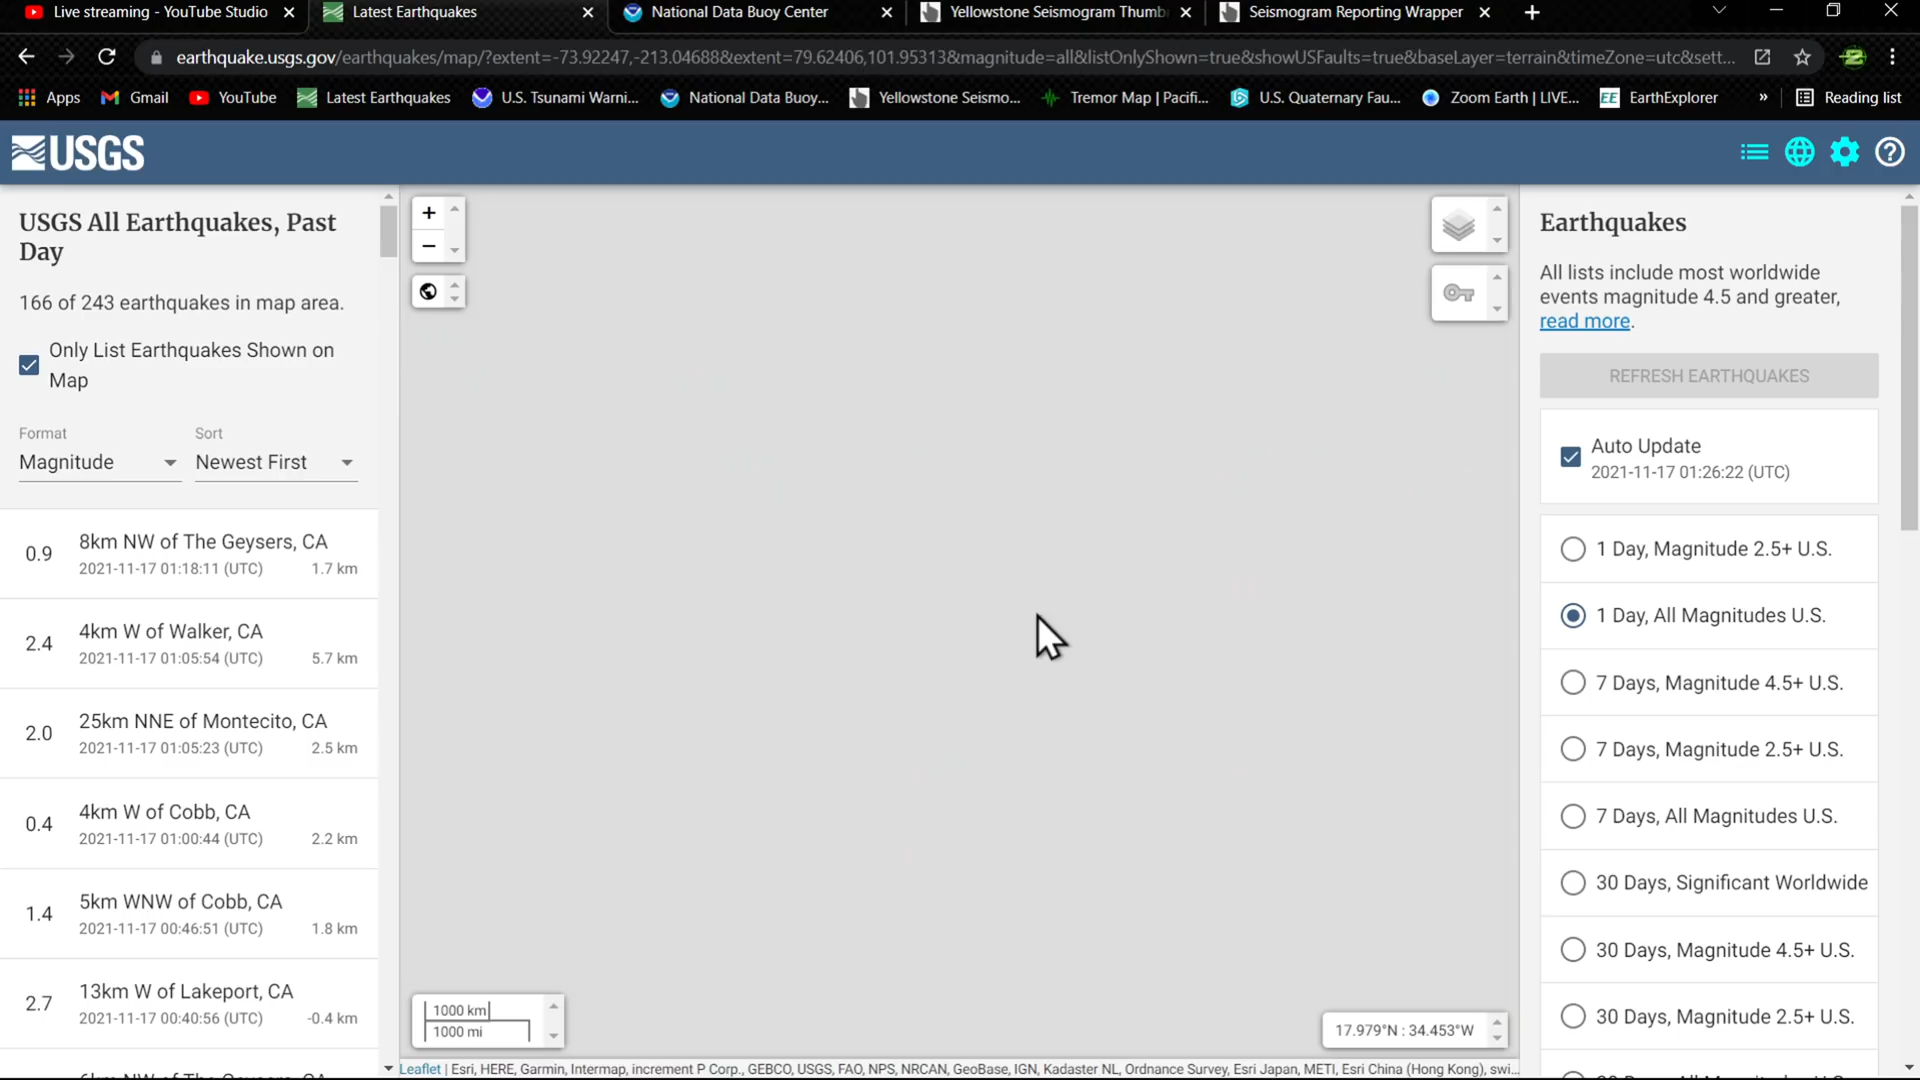 Live streaming - YouTube Studio
Latest Earthquakes
National Data Buoy Center
Yellowstone Seismogram Thumb
Seismogram Reporting Wrapper
earthquake.usgs.gov/earthquakes/map/?extent=-73.92247,-213.04688&extent=79.62406,101.95313&magnitude=all&listOnlyShown=true&showUSFaults=true&baseLayer=terrain&timeZone=utc&sett...
Apps
Gmail
YouTube
Latest Earthquakes
U.S. Tsunami Warni...
National Data Buoy...
Yellowstone Seismo...
Tremor Map | Pacifi...
U.S. Quaternary Fau...
Zoom Earth | LIVE...
EE EarthExplorer
»
Reading list
USGS
USGS All Earthquakes, Past
Day
166 of 243 earthquakes in map area.
Only List Earthquakes Shown on
Map
Format
Sort
Magnitude
Newest First
0.9
8km NW of The Geysers, CA
2021-11-17 01:18:11 (UTC)
1.7 km
2.4
4km W of Walker, CA
2021-11-17 01:05:54 (UTC)
5.7 km
2.0
25km NNE of Montecito, CA
2021-11-17 01:05:23 (UTC)
2.5 km
0.4
4km W of Cobb, CA
2021-11-17 01:00:44 (UTC)
2.2 km
1.4
5km WNW of Cobb, CA
2021-11-17 00:46:51 (UTC)
1.8 km
2.7
13km W of Lakeport, CA
2021-11-17 00:40:56 (UTC)
-0.4 km
+
−
1000 km
1000 mi
17.979°N : 34.453°W
Leaflet | Esri, HERE, Garmin, Intermap, increment P Corp., GEBCO, USGS, FAO, NPS, NRCAN, GeoBase, IGN, Kadaster NL, Ordnance Survey, Esri Japan, METI, Esri China (Hong Kong), swi...
Earthquakes
All lists include most worldwide
events magnitude 4.5 and greater,
read more.
REFRESH EARTHQUAKES
Auto Update
2021-11-17 01:26:22 (UTC)
1 Day, Magnitude 2.5+ U.S.
1 Day, All Magnitudes U.S.
7 Days, Magnitude 4.5+ U.S.
7 Days, Magnitude 2.5+ U.S.
7 Days, All Magnitudes U.S.
30 Days, Significant Worldwide
30 Days, Magnitude 4.5+ U.S.
30 Days, Magnitude 2.5+ U.S.